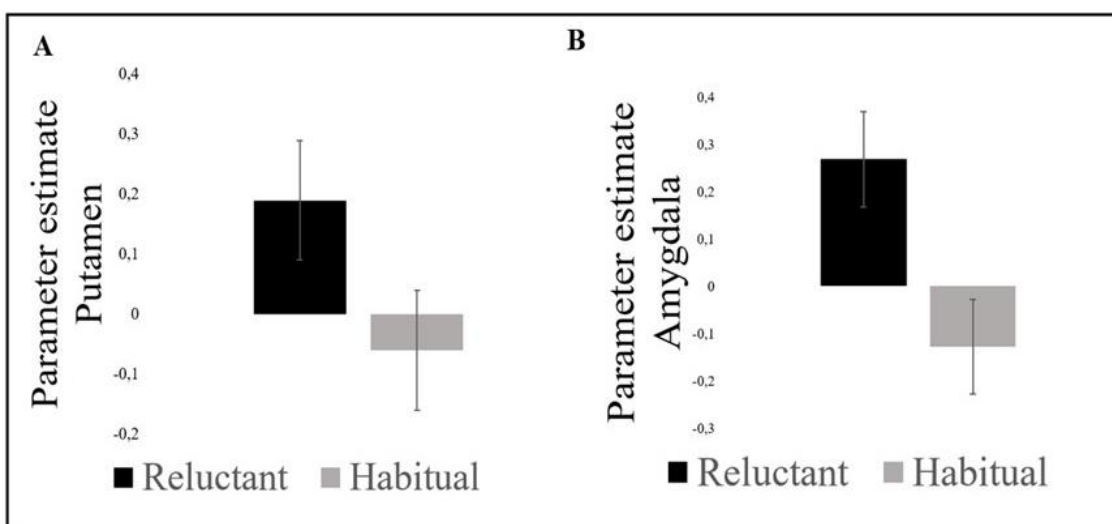 A
Parameter estimate
Putamen
0,4
0,3
0,2
0,1
0
-0,1
-0,2
Reluctant Habitual
B
Parameter estimate
Amygdala
0,4
0,3
0,2
0,1
0
-0,1
-0,2
-0,3
Reluctant Habitual